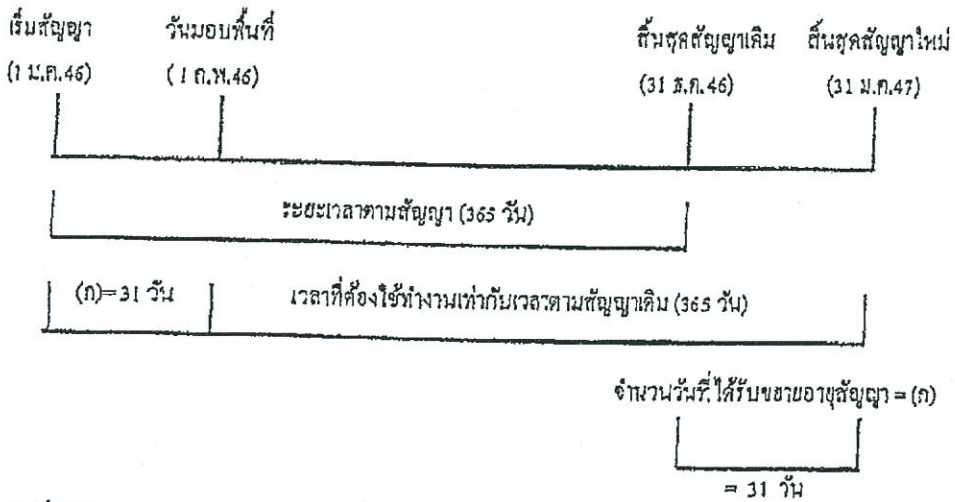 เริ่มสัญญา วันมอบพื้นที่ สิ้นสุดสัญญาเดิม สิ้นสุดสัญญาใหม่
(1 ม.ค.46) (1 ก.พ.46) (31 ธ.ค.46) (31 ม.ค.47)
ระยะเวลาตามสัญญา (365 วัน)
(ก)=31 วัน เวลาที่ต้องใช้ทำงานเท่ากับเวลาตามสัญญาเดิม (365 วัน)
จำนวนวันที่ได้รับขยายอายุสัญญา = (ก)
= 31 วัน